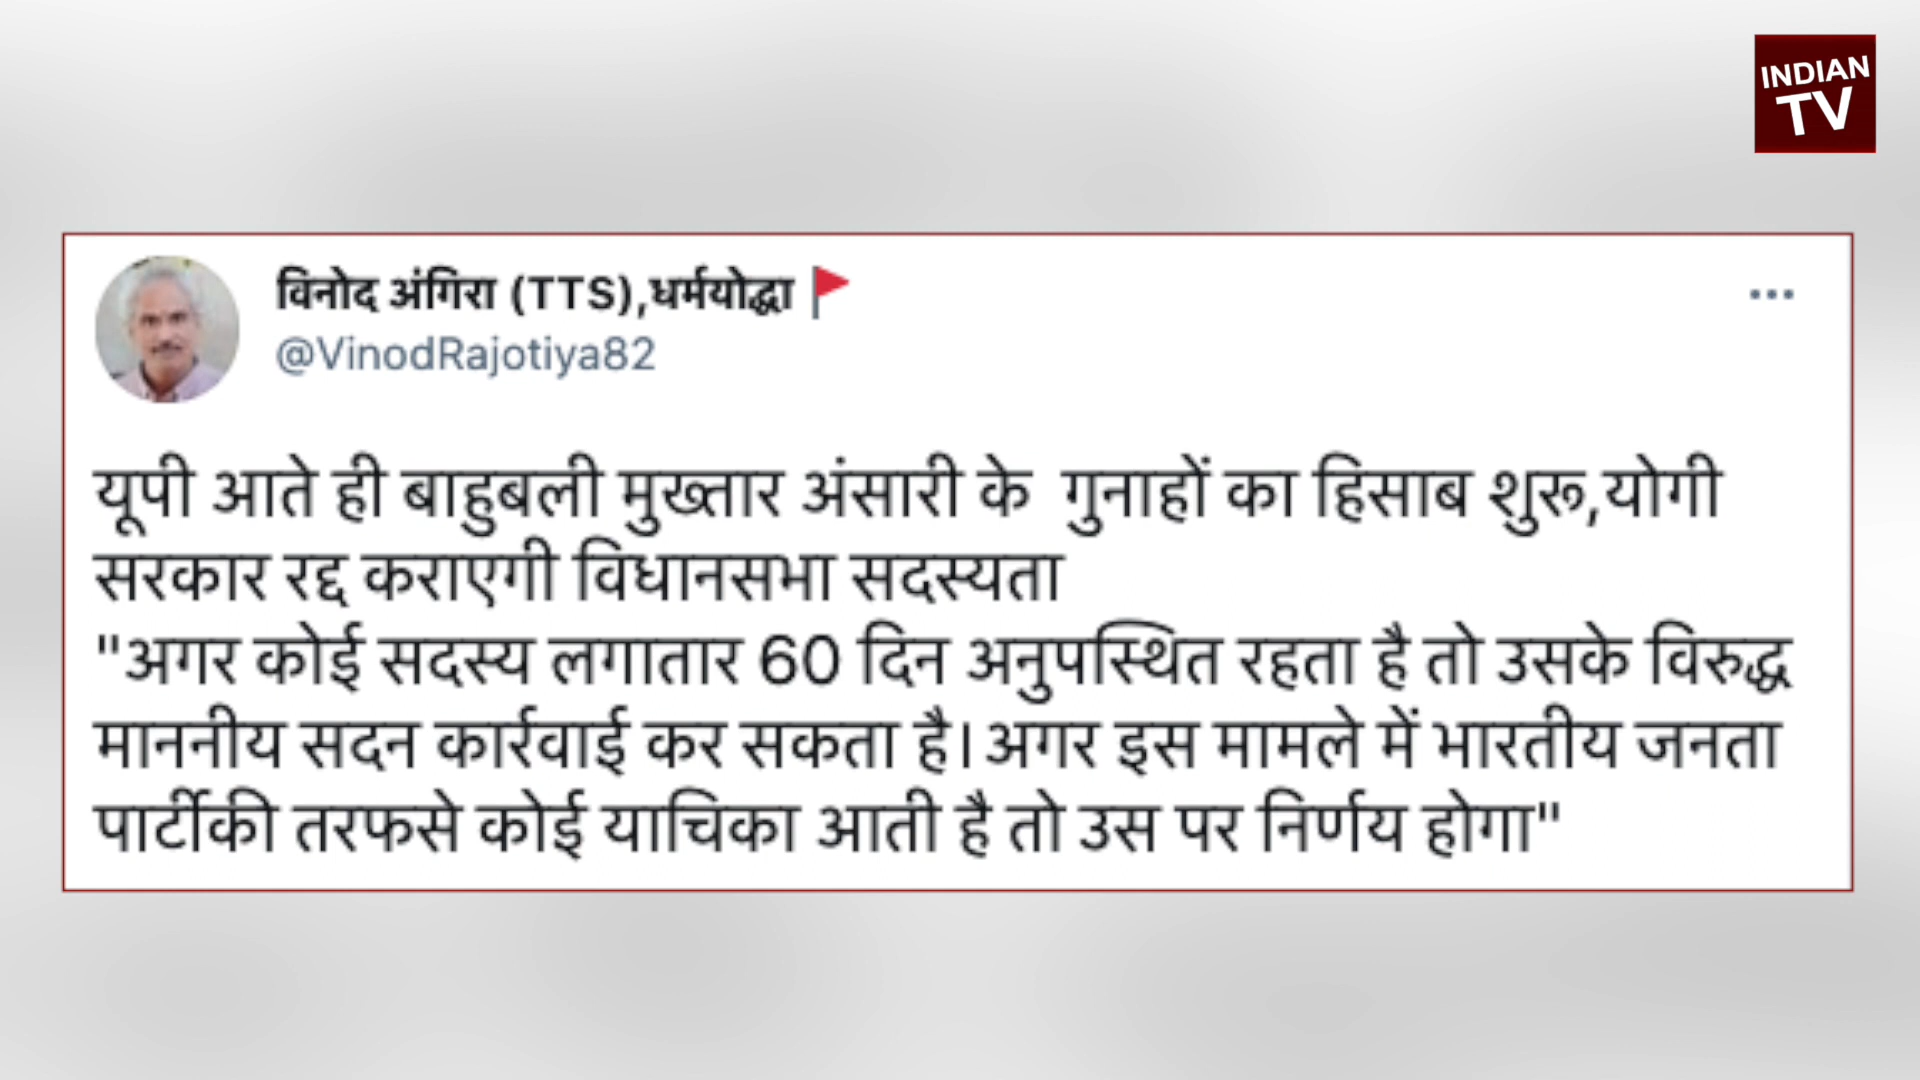 INDIAN
TV
विनोद अंगिरा (TTS),धर्मयोद्धा
@VinodRajotiya82
यूपी आते ही बाहुबली मुख्तार अंसारी के गुनाहों का हिसाब शुरू,योगी
सरकार रद्द कराएगी विधानसभा सदस्यता
"अगर कोई सदस्य लगातार 60 दिन अनुपस्थित रहता है तो उसके विरुद्ध
माननीय सदन कार्रवाई कर सकता है। अगर इस मामले में भारतीय जनता
पार्टीकी तरफसे कोई याचिका आती है तो उस पर निर्णय होगा"